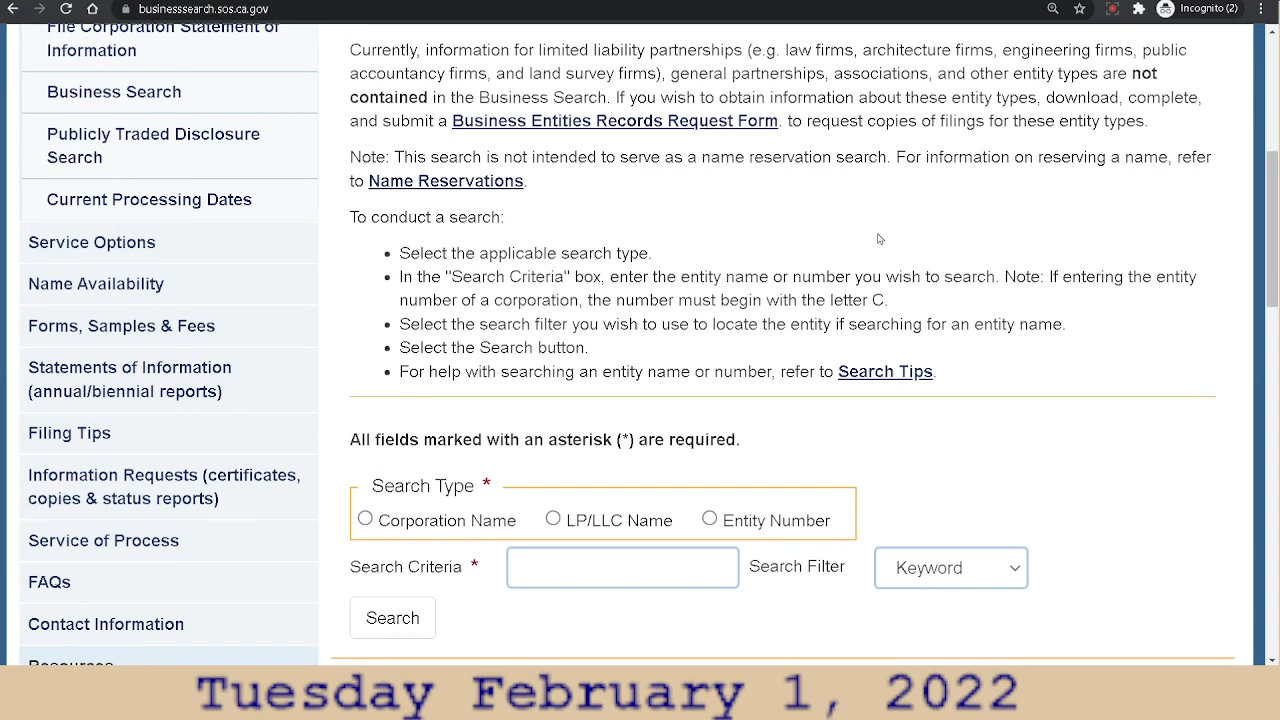 businesssearch.sos.ca.gov
Incognito (2)
File Corporation Statement of
Information
Business Search
Publicly Traded Disclosure
Search
Current Processing Dates
Service Options
Name Availability
Forms, Samples & Fees
Statements of Information
(annual/biennial reports)
Filing Tips
Information Requests (certificates,
copies & status reports)
Service of Process
FAQs
Contact Information
Resources
Currently, information for limited liability partnerships (e.g. law firms, architecture firms, engineering firms, public
accountancy firms, and land survey firms), general partnerships, associations, and other entity types are not
contained in the Business Search. If you wish to obtain information about these entity types, download, complete,
and submit a Business Entities Records Request Form. to request copies of filings for these entity types.
Note: This search is not intended to serve as a name reservation search. For information on reserving a name, refer
to Name Reservations.
To conduct a search:
• Select the applicable search type.
• In the "Search Criteria" box, enter the entity name or number you wish to search. Note: If entering the entity
number of a corporation, the number must begin with the letter C.
• Select the search filter you wish to use to locate the entity if searching for an entity name.
• Select the Search button.
• For help with searching an entity name or number, refer to Search Tips.
All fields marked with an asterisk (*) are required.
Search Type *
Corporation Name LP/LLC Name Entity Number
Search Criteria * Search Filter Keyword
Search
Tuesday February 1, 2022